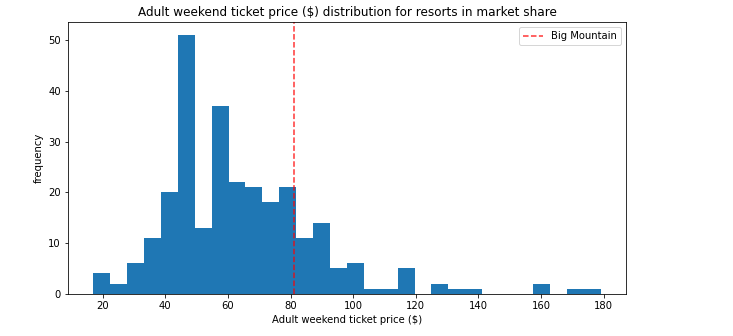 Adult weekend ticket price ($) distribution for resorts in market share
Big Mountain
frequency
50
40
30
20
10
0
20 40 60 80 100 120 140 160 180
Adult weekend ticket price ($)